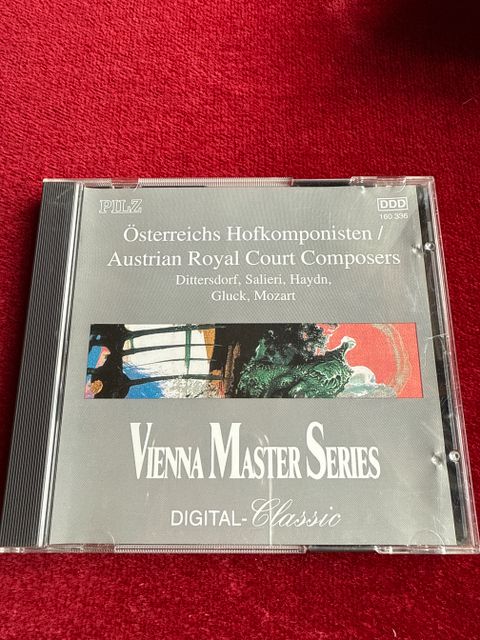 PILZ
DDD
160 336
Österreichs Hofkomponisten /
Austrian Royal Court Composers
Dittersdorf, Salieri, Haydn,
Gluck, Mozart
VIENNA MASTER SERIES
DIGITAL-Classic